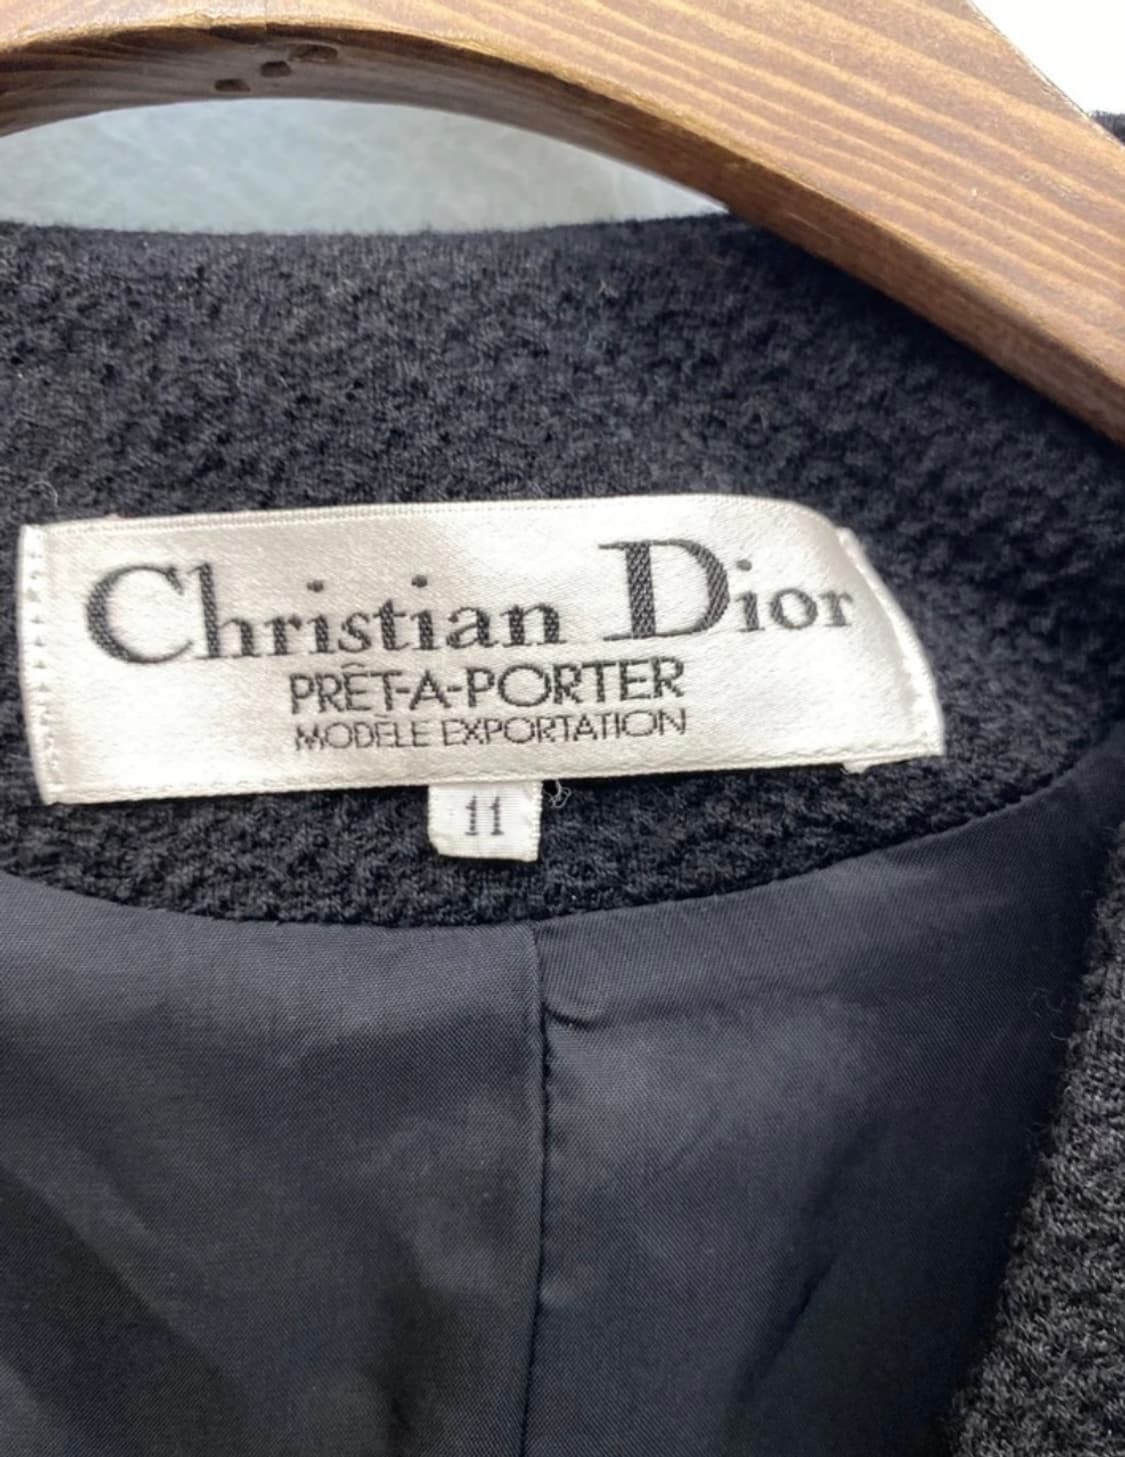 Christian Dior
PRÊT-A-PORTER
MODÈLE EXPORTATION
11